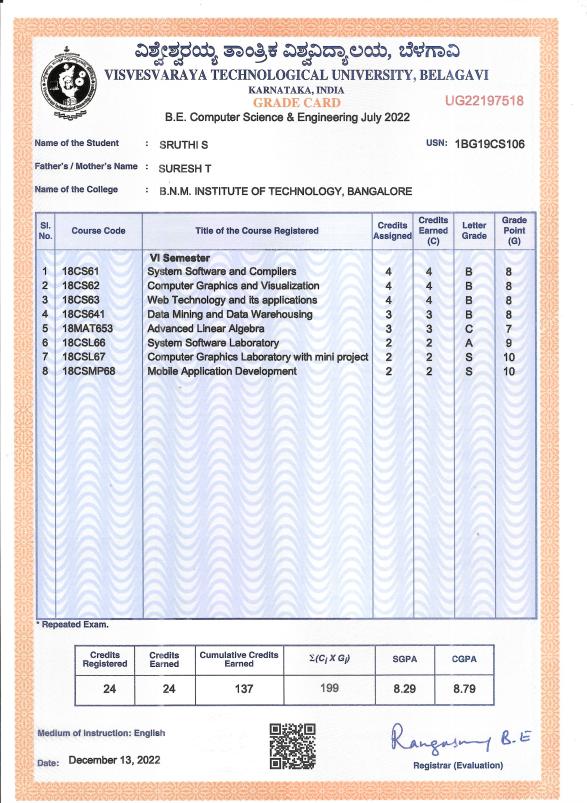 ವಿಶ್ವೇಶ್ವರಯ್ಯ ತಾಂತ್ರಿಕ ವಿಶ್ವವಿದ್ಯಾಲಯ, ಬೆಳಗಾವಿ
VISVESVARAYA TECHNOLOGICAL UNIVERSITY, BELAGAVI
KARNATAKA, INDIA
GRADE CARD
UG22197518
B.E. Computer Science & Engineering July 2022
Name of the Student : SRUTHI S USN: 1BG19CS106
Father's / Mother's Name : SURESH T
Name of the College : B.N.M. INSTITUTE OF TECHNOLOGY, BANGALORE
Sl. No. Course Code Title of the Course Registered Credits Assigned Credits Earned (C) Letter Grade Grade Point (G)
VI Semester
1 18CS61 System Software and Compilers 4 4 B 8
2 18CS62 Computer Graphics and Visualization 4 4 B 8
3 18CS63 Web Technology and its applications 4 4 B 8
4 18CS641 Data Mining and Data Warehousing 3 3 B 8
5 18MAT653 Advanced Linear Algebra 3 3 C 7
6 18CSL66 System Software Laboratory 2 2 A 9
7 18CSL67 Computer Graphics Laboratory with mini project 2 2 S 10
8 18CSMP68 Mobile Application Development 2 2 S 10
* Repeated Exam.
Credits Registered Credits Earned Cumulative Credits Earned Σ(Ci X Gi) SGPA CGPA
24 24 137 199 8.29 8.79
Medium of Instruction: English
Rangasamy B.E
Date: December 13, 2022
Registrar (Evaluation)